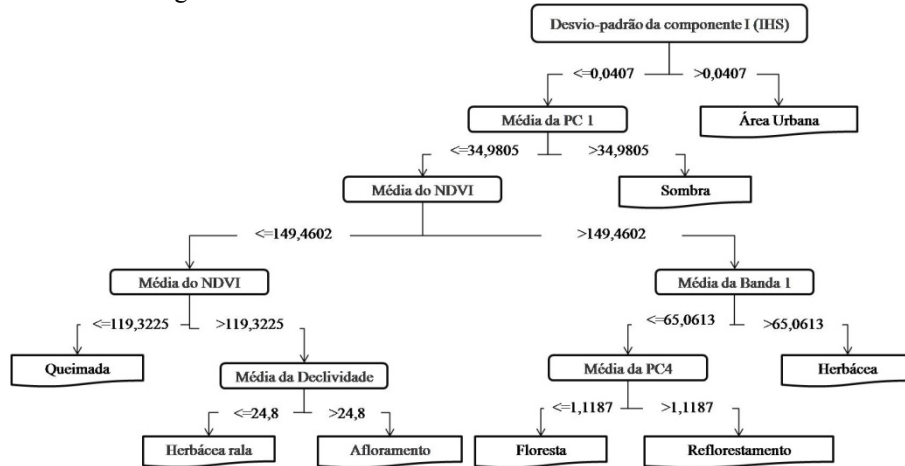 Desvio-padrão da componente I (IHS)
<=0,0407
>0,0407
Média da PC 1
Área Urbana
<=34,9805
>34,9805
Média do NDVI
Sombra
<=149,4602
>149,4602
Média do NDVI
Média da Banda 1
<=119,3225
>119,3225
<=65,0613
>65,0613
Queimada
Média da Declividade
Média da PC4
Herbácea
<=24,8
>24,8
<=1,1187
>1,1187
Herbácea rala
Afloramento
Floresta
Reflorestamento